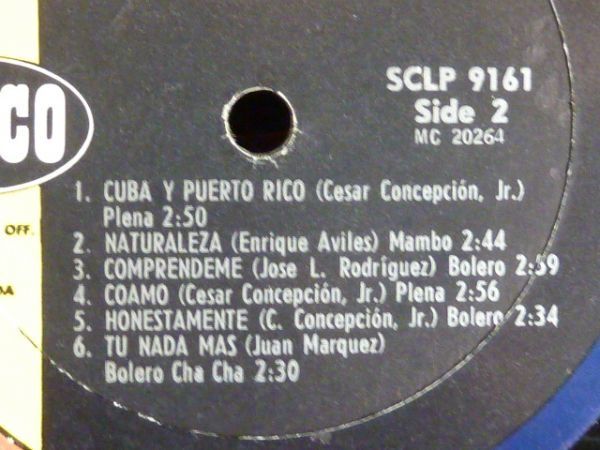 CO
SCLP 9161
Side 2
MC 20264
1. CUBA Y PUERTO RICO (Cesar Concepción, Jr.)
Plena 2:50
OFF.
2. NATURALEZA (Enrique Aviles) Mambo 2:44
3. COMPRENDEME (Jose L. Rodríguez) Bolero 2:59
DA
4. COAMO (Cesar Concepción, Jr.) Plena 2:56
5. HONESTAMENTE (C. Concepción, Jr.) Bolero 2:34
6. TU NADA MAS (Juan Marquez)
Bolero Cha Cha 2:30